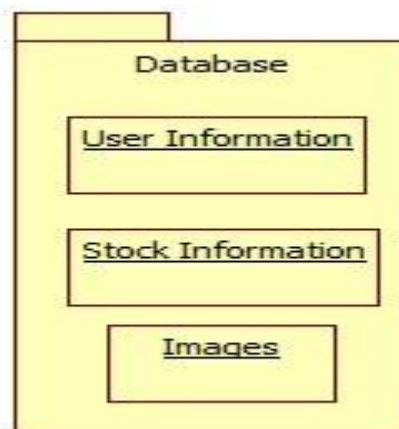 Database
User Information
Stock Information
Images